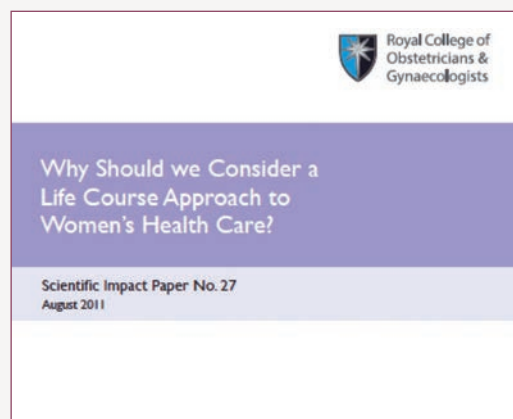 Royal College of
Obstetricians &
Gynaecologists
Why Should we Consider a
Life Course Approach to
Women's Health Care?
Scientific Impact Paper No. 27
August 2011